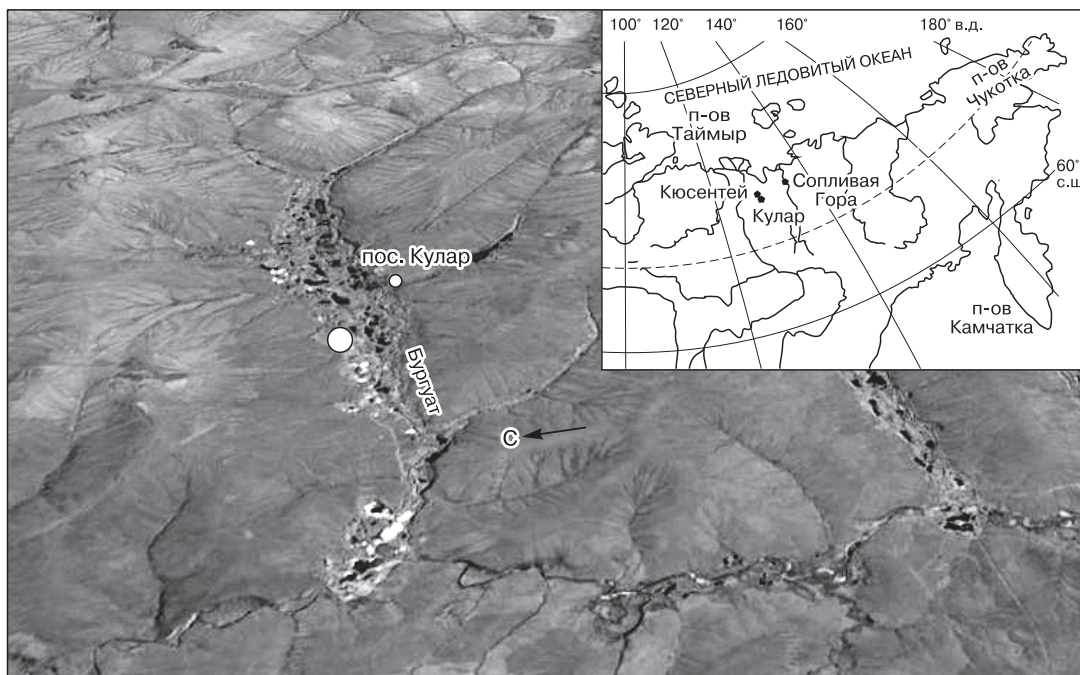 100°
120°
140°
160°
180° в.д.
СЕВЕРНЫЙ ЛЕДОВИТЫЙ ОКЕАН
п-ов
Чукотка
п-ов
Таймыр
60°
с.ш
Кюсентей
Сопливая
Гора
Кулар
п-ов
Камчатка
пос. Кулар
Бургуат
С